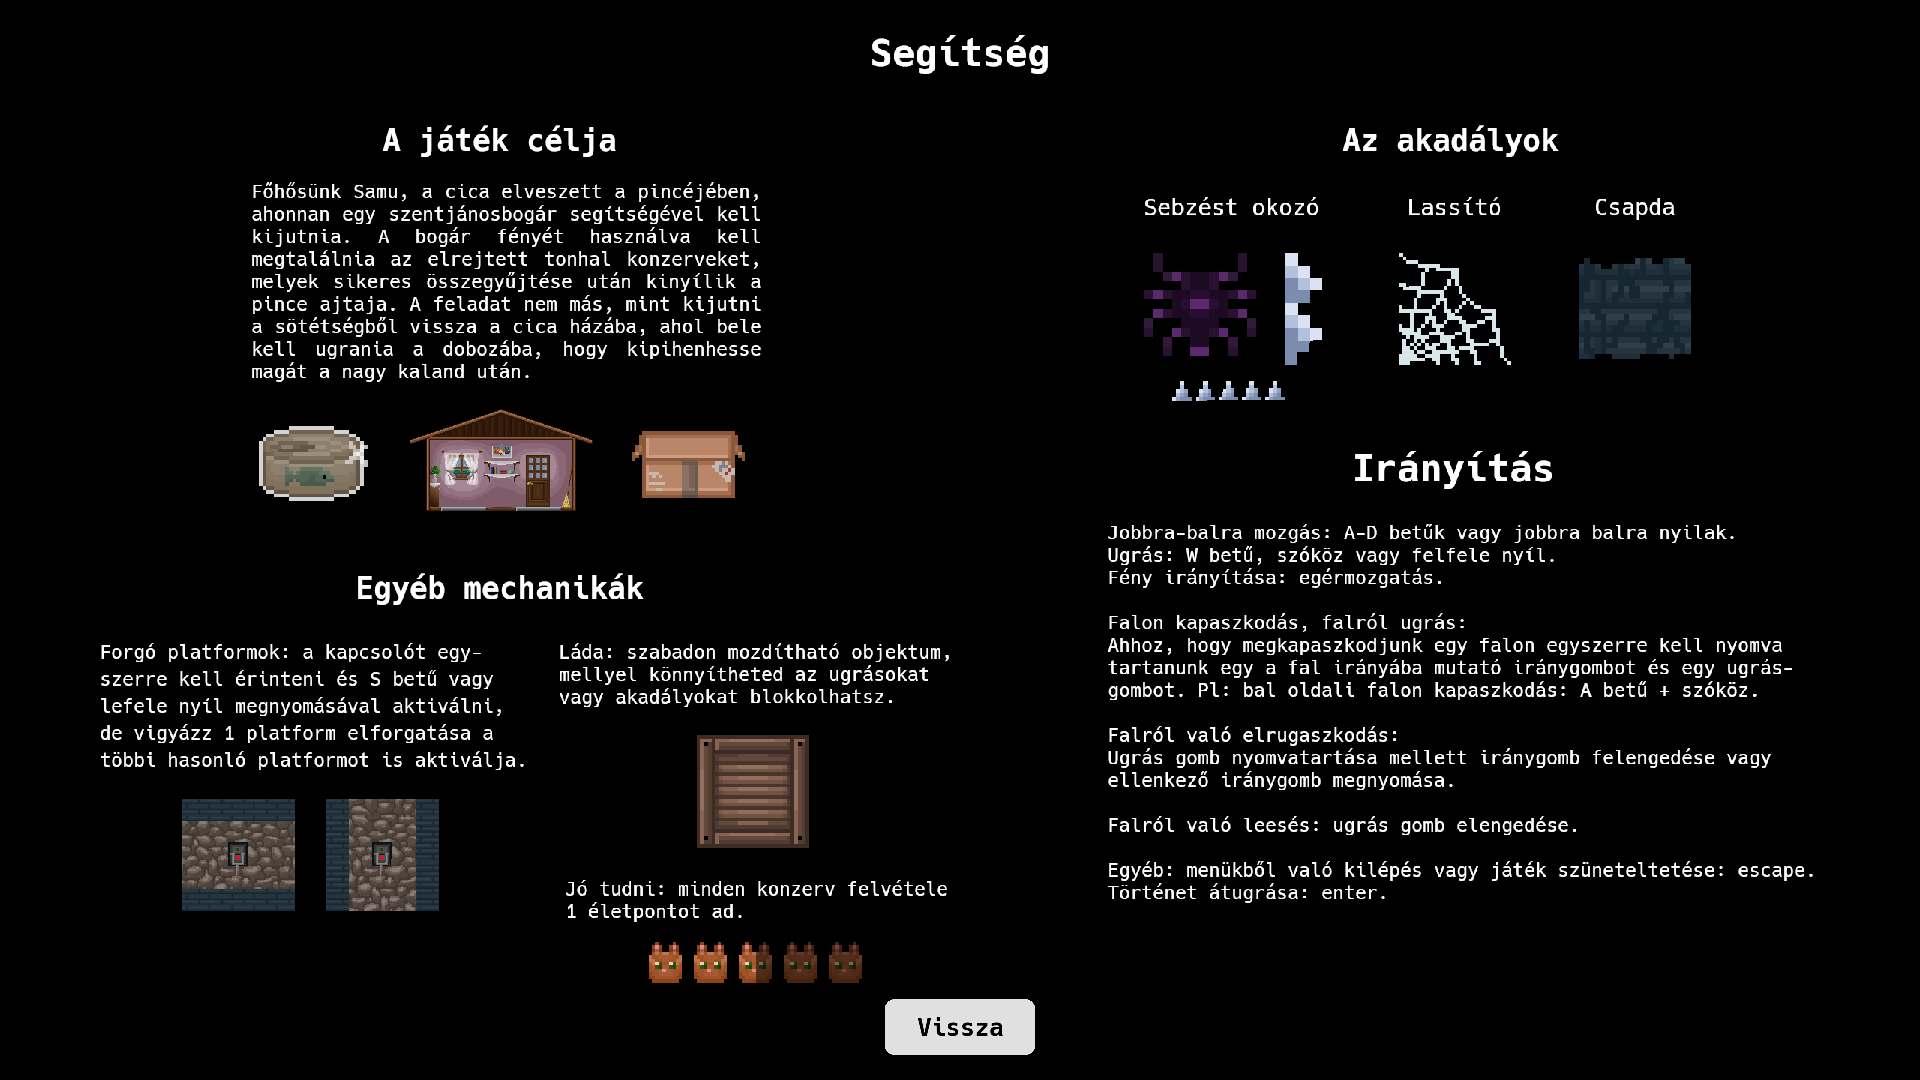 Segítség
A játék célja
Főhősünk Samu, a cica elveszett a pincéjében,
ahonnan egy szentjánosbogár segítségével kell
kijutnia. A bogár fényét használva kell
megtalálnia az elrejtett tonhal konzerveket,
melyek sikeres összegyűjtése után kinyílik a
pince ajtaja. A feladat nem más, mint kijutni
a sötétségből vissza a cica házába, ahol bele
kell ugrania a dobozába, hogy kipihenhesse
magát a nagy kaland után.
Egyéb mechanikák
Forgó platformok: a kapcsolót egy-
szerre kell érinteni és S betű vagy
lefele nyíl megnyomásával aktiválni,
de vigyázz 1 platform elforgatása a
többi hasonló platformot is aktiválja.
Láda: szabadon mozdítható objektum,
mellyel könnyítheted az ugrásokat
vagy akadályokat blokkolhatsz.
Jó tudni: minden konzerv felvétele
1 életpontot ad.
Az akadályok
Sebzést okozó
Lassító
Csapda
Irányítás
Jobbra-balra mozgás: A-D betűk vagy jobbra balra nyilak.
Ugrás: W betű, szóköz vagy felfele nyíl.
Fény irányítása: egérmozgatás.
Falon kapaszkodás, falról ugrás:
Ahhoz, hogy megkapaszkodjunk egy falon egyszerre kell nyomva
tartanunk egy a fal irányába mutató iránygombot és egy ugrás-
gombot. Pl: bal oldali falon kapaszkodás: A betű + szóköz.
Falról való elrugaszkodás:
Ugrás gomb nyomvatartása mellett iránygomb felengedése vagy
ellenkező iránygomb megnyomása.
Falról való leesés: ugrás gomb elengedése.
Egyéb: menükből való kilépés vagy játék szüneteltetése: escape.
Történet átugrása: enter.
Vissza